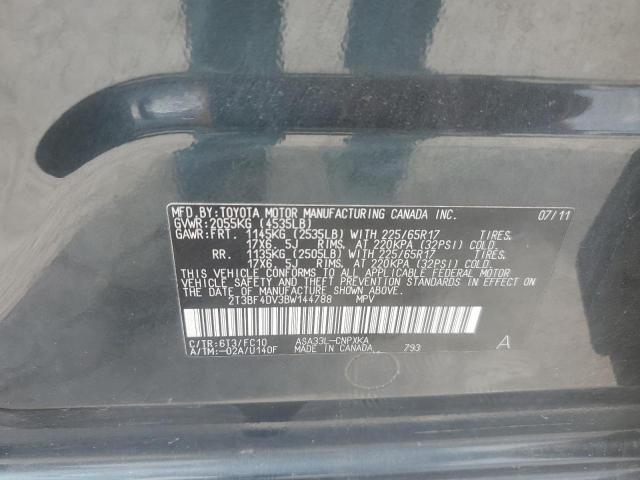 MFD.BY:TOYOTA MOTOR MANUFACTURING CANADA INC. 07/11
GVWR:2055KG (4535LB)
GAWR:FRT. 1145KG (2535LB) WITH 225/65R17 TIRES,
17X6. 5J RIMS, AT 220KPA (32PSI) COLD.
RR. 1135KG (2505LB) WITH 225/65R17 TIRES,
17X6. 5J RIMS, AT 220KPA (32PSI) COLD.
THIS VEHICLE CONFORMS TO ALL APPLICABLE FEDERAL MOTOR
VEHICLE SAFETY STANDARDS IN EFFECT ON THE
DATE OF MANUFACTURE SHOWN ABOVE.
2T3BF4DV3BW144788 MPV
C/TR:6T3/FC10 ASA33L-CNPXKA A
A/TM:-02A/U140F MADE IN CANADA 793